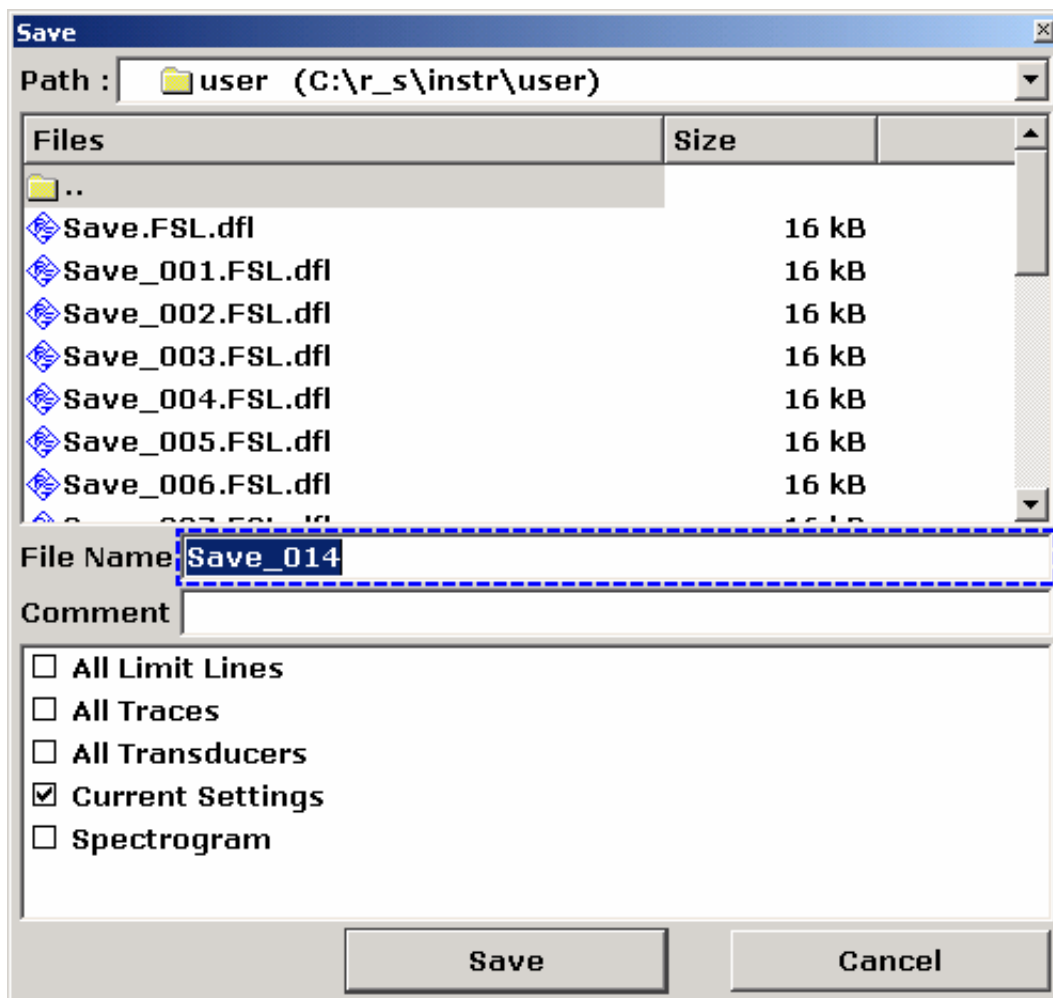 Save
Path : user (C:\r_s\instr\user)
Files Size
..
Save.FSL.dfl 16 kB
Save_001.FSL.dfl 16 kB
Save_002.FSL.dfl 16 kB
Save_003.FSL.dfl 16 kB
Save_004.FSL.dfl 16 kB
Save_005.FSL.dfl 16 kB
Save_006.FSL.dfl 16 kB
File Name Save_014
Comment
All Limit Lines
All Traces
All Transducers
Current Settings
Spectrogram
Save Cancel